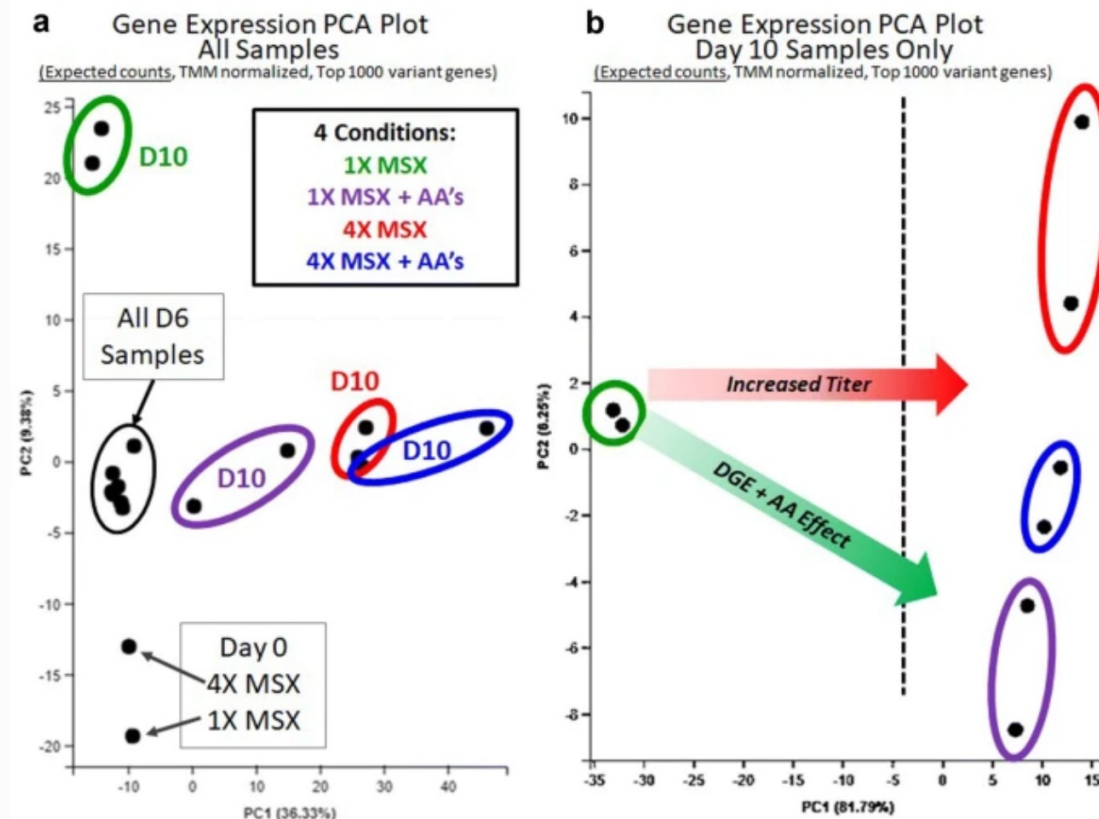 a
Gene Expression PCA Plot
All Samples
(Expected counts, TMM normalized, Top 1000 variant genes)
25
20
15
10
5
0
-5
-10
-15
-20
PC2 (9.38%)
D10
4 Conditions:
1X MSX
1X MSX + AA's
4X MSX
4X MSX + AA's
All D6
Samples
D10
D10
D10
Day 0
4X MSX
1X MSX
-10
0
10
20
30
40
PC1 (36.33%)
b
Gene Expression PCA Plot
Day 10 Samples Only
(Expected counts, TMM normalized, Top 1000 variant genes)
10
8
6
4
2
0
-2
-4
-6
-8
PC2 (6.25%)
Increased Titer
DGE + AA Effect
-35
-30
-25
-20
-15
-10
-5
0
5
10
15
PC1 (81.79%)